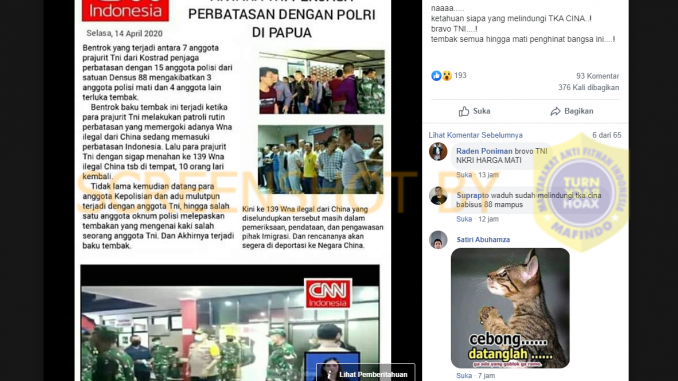 CNN
Indonesia
PERBATASAN DENGAN POLRI
DI PAPUA
Selasa, 14 April 2020
Bentrok yang terjadi antara 7 anggota
prajurit Tni dari Kostrad penjaga
perbatasan dengan 15 anggota polisi dari
satuan Densus 88 mengakibatkan 3
anggota polisi mati dan 4 anggota lain
terluka tembak.
Bentrok baku tembak ini terjadi ketika
para prajurit Tni melakukan patroli rutin
perbatasan yang memergoki adanya Wna
ilegal dari China sedang memasuki
perbatasan Indonesia. Lalu para prajurit
Tni dengan sigap menahan ke 139 Wna
ilegal China tsb di tempat, 10 orang lari
kembali.
Tidak lama kemudian datang para
anggota Kepolisian dan adu mulutpun
terjadi dengan anggota Tni, hingga salah
satu anggota oknum polisi melepaskan
tembakan yang mengenai kaki salah
seorang anggota Tni. Dan Akhirnya terjadi
baku tembak.
Kini ke 139 Wna ilegal dari China yang
diselundupkan tersebut masih dalam
pemeriksaan, pendataan, dan pengawasan
pihak Imigrasi. Dan rencananya akan
segera di deportasi ke Negara China.
SCREENSHOT BY
CNN
Indonesia
Lihat Pemberitahuan
naaaa.....
ketahuan siapa yang melindungi TKA CINA..!!
bravo TNI....!
tembak semua hingga mati penghinat bangsa ini....!
193
93 Komentar
376 Kali dibagikan
Suka
Bagikan
Lihat Komentar Sebelumnya
6 dari 65
Raden Poniman bravo TNI
NKRI HARGA MATI
Suka · 13 jam
Suprapto waduh sudah melindungi tka cina
babisus 88 mampus
Suka · 12 jam
Satiri Abuhamza
cebong......
datanglah ......
Suka · 7 jam
MASYARAKAT ANTI FITNAH INDONESIA
TURN
BACK
HOAX
MAFINDO